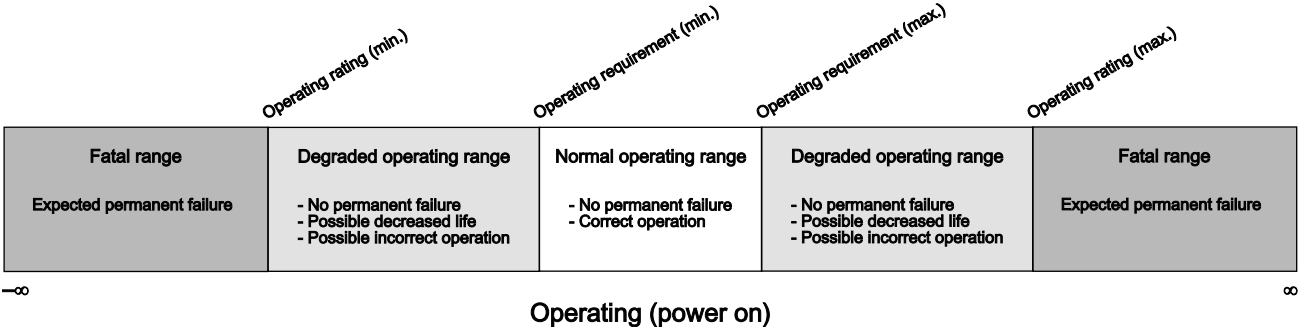 Operating rating (min.)
Operating requirement (min.)
Operating requirement (max.)
Operating rating (max.)
Fatal range
Expected permanent failure
Degraded operating range
- No permanent failure
- Possible decreased life
- Possible incorrect operation
Normal operating range
- No permanent failure
- Correct operation
Degraded operating range
- No permanent failure
- Possible decreased life
- Possible incorrect operation
Fatal range
Expected permanent failure
–∞
∞
Operating (power on)